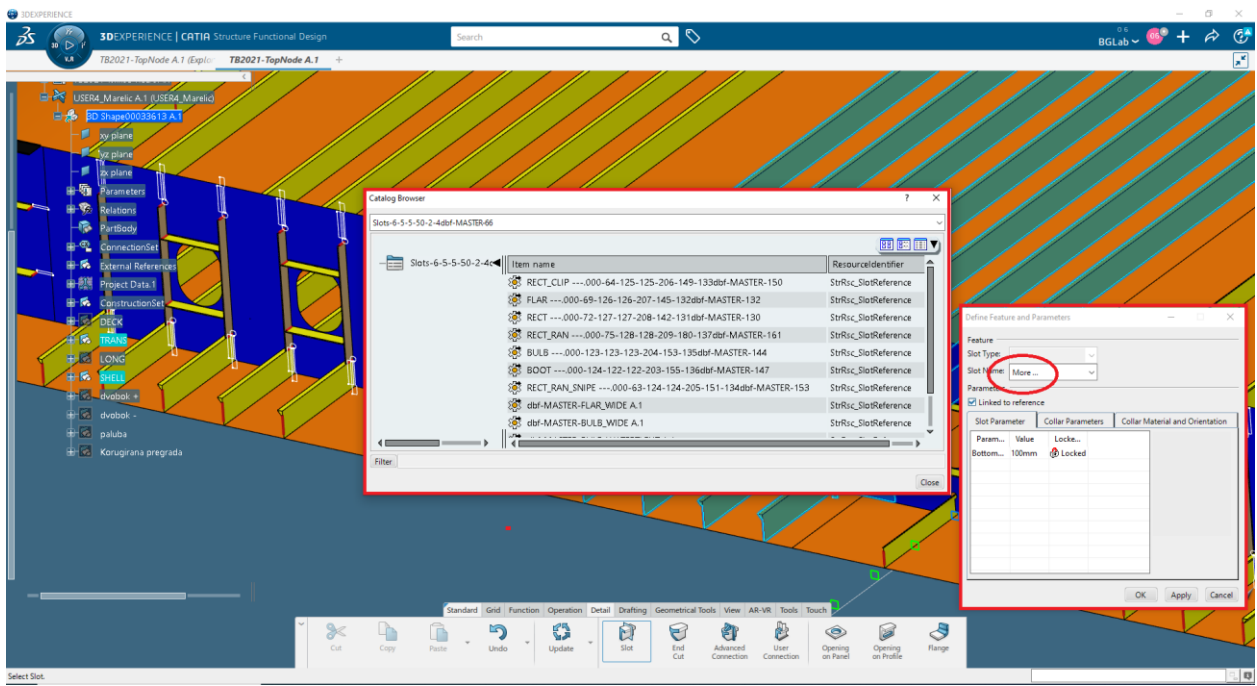 3DEXPERIENCE
3DEXPERIENCE | CATIA Structure Functional Design
Search
BGLab
3D
V.R
TB2021-TopNode A.1 (Explor
TB2021-TopNode A.1
USER4_Marelic A.1 (USER4_Marelic)
3D Shape00033613 A.1
xy plane
yz plane
zx plane
Parameters
Relations
PartBody
ConnectionSet
External References
Project Data.1
ConstructionSet
DECK
TRANS
LONG
SHELL
dvobok +
dvobok -
paluba
Korugirana pregrada
Catalog Browser
Slots-6-5-5-50-2-4dbf-MASTER-66
Slots-6-5-5-50-2-4c
Item name ResourceIdentifier
RECT_CLIP ---.000-64-125-125-206-149-133dbf-MASTER-150 StrRsc_SlotReference
FLAR ---.000-69-126-126-207-145-132dbf-MASTER-132 StrRsc_SlotReference
RECT ---.000-72-127-127-208-142-131dbf-MASTER-130 StrRsc_SlotReference
RECT_RAN ---.000-75-128-128-209-180-137dbf-MASTER-161 StrRsc_SlotReference
BULB ---.000-123-123-123-204-153-135dbf-MASTER-144 StrRsc_SlotReference
BOOT ---.000-124-122-122-203-155-136dbf-MASTER-147 StrRsc_SlotReference
RECT_RAN_SNIPE ---.000-63-124-124-205-151-134dbf-MASTER-153 StrRsc_SlotReference
dbf-MASTER-FLAR_WIDE A.1 StrRsc_SlotReference
dbf-MASTER-BULB_WIDE A.1 StrRsc_SlotReference
Filter
Close
Define Feature and Parameters
Feature
Slot Type:
Slot Name: More ...
Parameters
Linked to reference
Slot Parameter Collar Parameters Collar Material and Orientation
Param... Value Locke...
Bottom... 100mm Locked
OK Apply Cancel
Standard Grid Function Operation Detail Drafting Geometrical Tools View AR-VR Tools Touch
Cut Copy Paste Undo Update Slot End Cut Advanced Connection User Connection Opening on Panel Opening on Profile Flange
Select Slot.